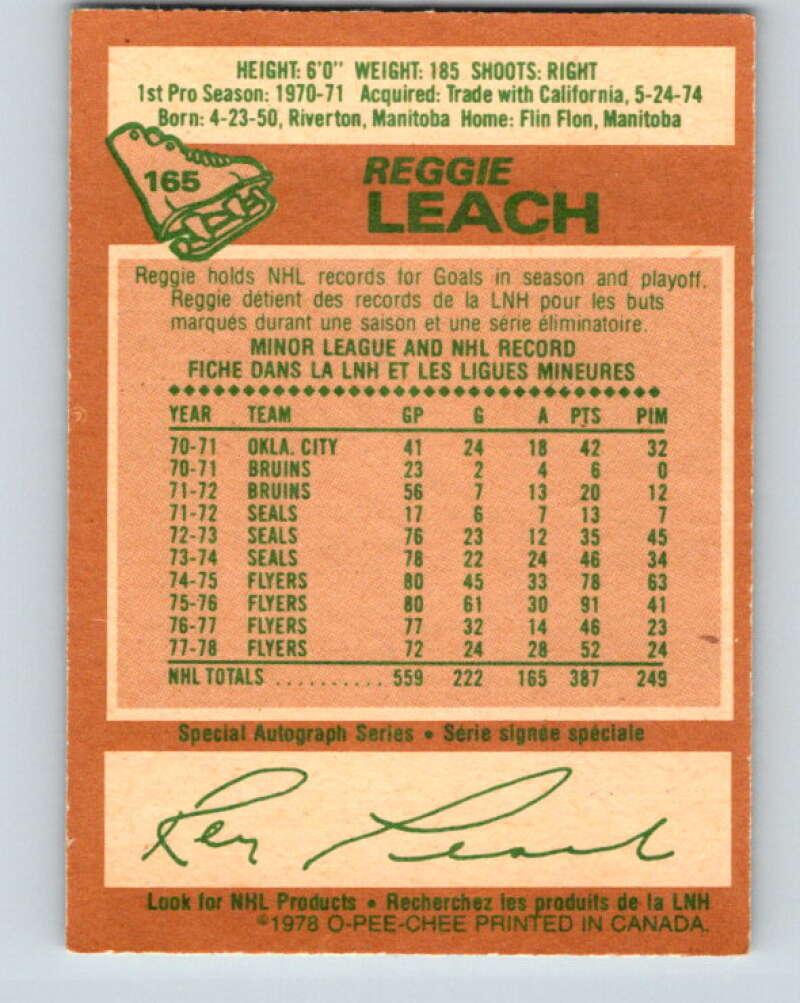 HEIGHT: 6'0" WEIGHT: 185 SHOOTS: RIGHT
1st Pro Season: 1970-71 Acquired: Trade with California, 5-24-74
Born: 4-23-50, Riverton, Manitoba Home: Flin Flon, Manitoba
165
REGGIE
LEACH
Reggie holds NHL records for Goals in season and playoff.
Reggie détient des records de la LNH pour les buts
marqués durant une saison et une série éliminatoire.
MINOR LEAGUE AND NHL RECORD
FICHE DANS LA LNH ET LES LIGUES MINEURES
YEAR TEAM GP G A PTS PIM
70-71 OKLA. CITY 41 24 18 42 32
70-71 BRUINS 23 2 4 6 0
71-72 BRUINS 56 7 13 20 12
71-72 SEALS 17 6 7 13 7
72-73 SEALS 76 23 12 35 45
73-74 SEALS 78 22 24 46 34
74-75 FLYERS 80 45 33 78 63
75-76 FLYERS 80 61 30 91 41
76-77 FLYERS 77 32 14 46 23
77-78 FLYERS 72 24 28 52 24
NHL TOTALS .......... 559 222 165 387 249
Special Autograph Series • Série signée spéciale
Reg Leach
Look for NHL Products • Recherchez les produits de la LNH
©1978 O-PEE-CHEE PRINTED IN CANADA.